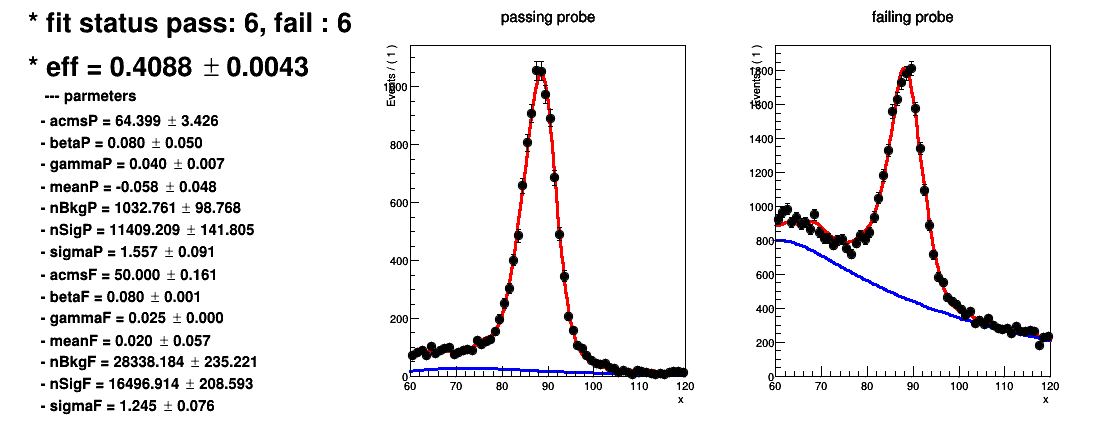 * fit status pass: 6, fail : 6
* eff = 0.4088 ± 0.0043
--- parmeters
- acmsP = 64.399 ± 3.426
- betaP = 0.080 ± 0.050
- gammaP = 0.040 ± 0.007
- meanP = -0.058 ± 0.048
- nBkgP = 1032.761 ± 98.768
- nSigP = 11409.209 ± 141.805
- sigmaP = 1.557 ± 0.091
- acmsF = 50.000 ± 0.161
- betaF = 0.080 ± 0.001
- gammaF = 0.025 ± 0.000
- meanF = 0.020 ± 0.057
- nBkgF = 28338.184 ± 235.221
- nSigF = 16496.914 ± 208.593
- sigmaF = 1.245 ± 0.076
passing probe
Events / ( 1 )
1000
800
600
400
200
0
60 70 80 90 100 110 120
x
failing probe
Events / ( 1 )
1800
1600
1400
1200
1000
800
600
400
200
0
60 70 80 90 100 110 120
x